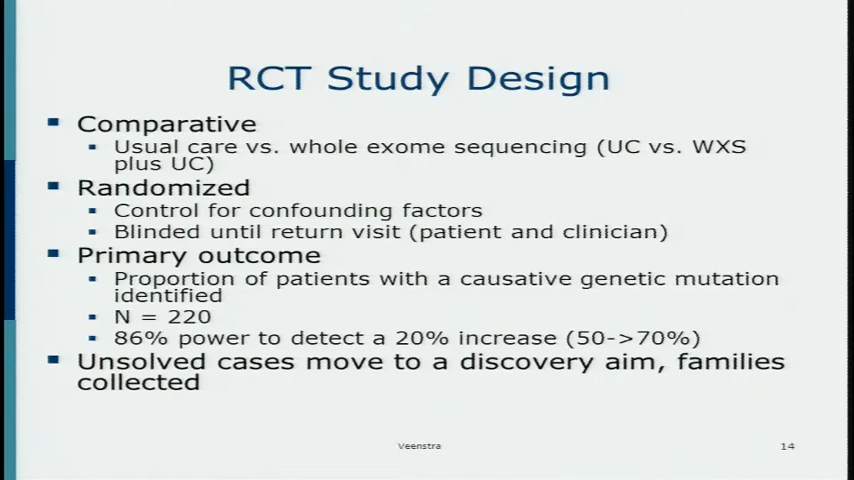 RCT Study Design
Comparative
Usual care vs. whole exome sequencing (UC vs. WXS
plus UC)
Randomized
Control for confounding factors
Blinded until return visit (patient and clinician)
Primary outcome
Proportion of patients with a causative genetic mutation
identified
N = 220
86% power to detect a 20% increase (50->70%)
Unsolved cases move to a discovery aim, families
collected
Veenstra
14